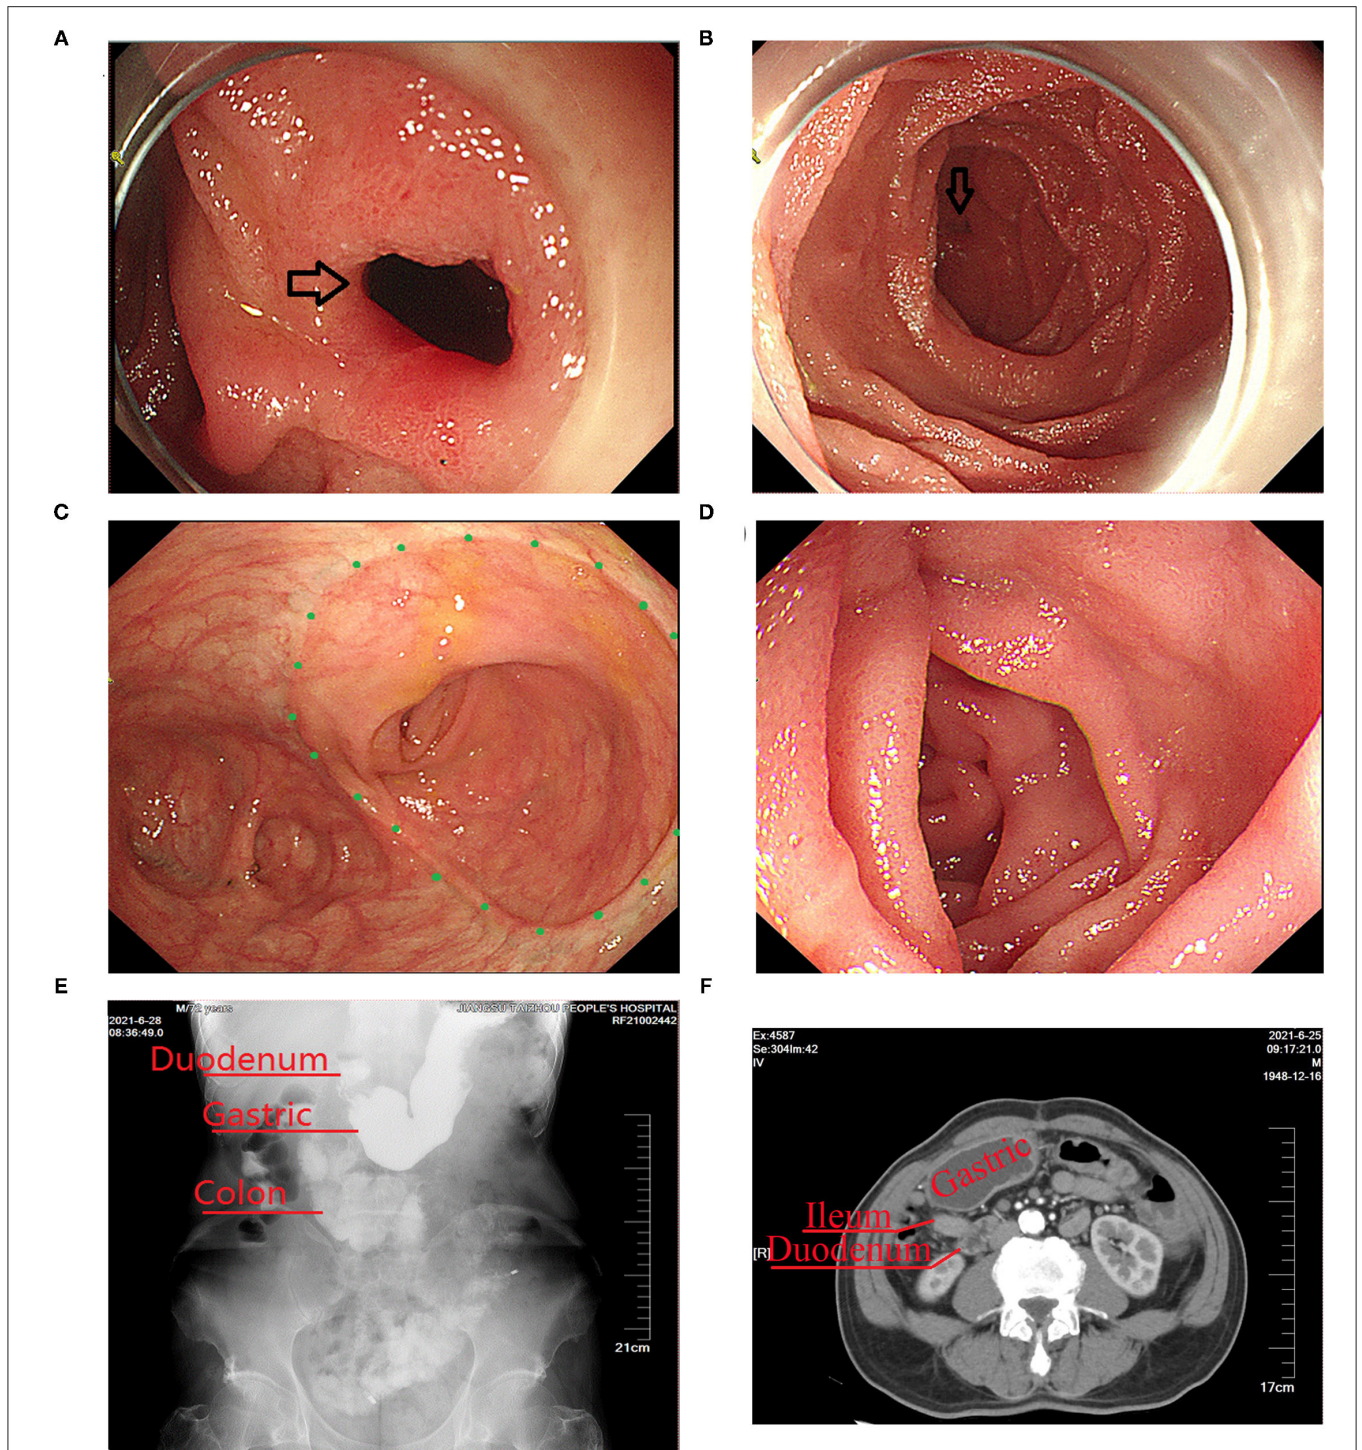 A
B
C
D
E
M/72 years
JIANGSU TAIZHOU PEOPLE'S HOSPITAL
2021-6-28
RF21002442
08:36:49.0
Duodenum
Gastric
Colon
21cm
F
Ex:4587
2021-6-25
Se:304Im:42
09:17:21.0
IV
M
1948-12-16
Gastric
Ileum
[R]
Duodenum
17cm